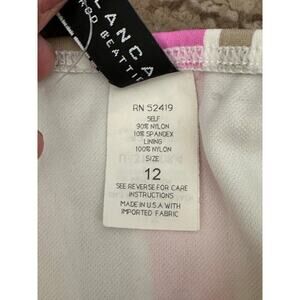 LANCA
ROD BEATTIE
RN 52419
SELF
90% NYLON
10% SPANDEX
LINING
100% NYLON
SIZE
12
SEE REVERSE FOR CARE
INSTRUCTIONS
MADE IN U.S.A WITH
IMPORTED FABRIC